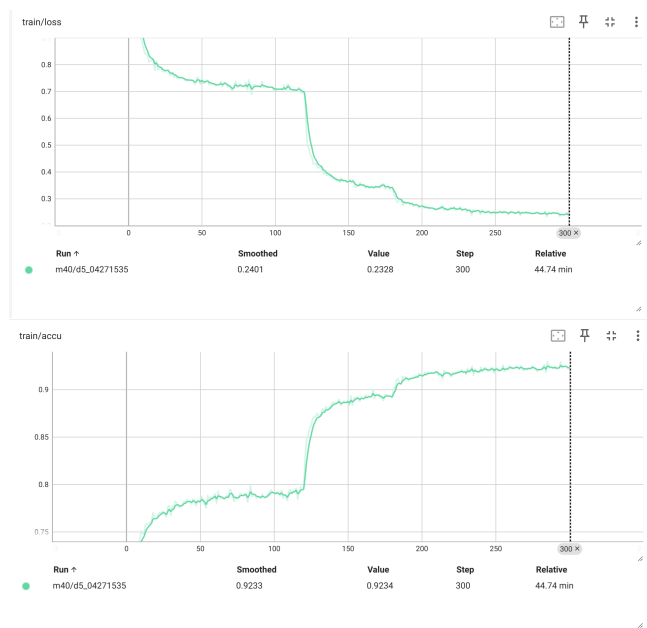 train/loss
0.8
0.7
0.6
0.5
0.4
0.3
0 50 100 150 200 250 300 ×
Run ↑ Smoothed Value Step Relative
m40/d5_04271535 0.2401 0.2328 300 44.74 min
train/accu
0.9
0.85
0.8
0.75
0 50 100 150 200 250 300 ×
Run ↑ Smoothed Value Step Relative
m40/d5_04271535 0.9233 0.9234 300 44.74 min